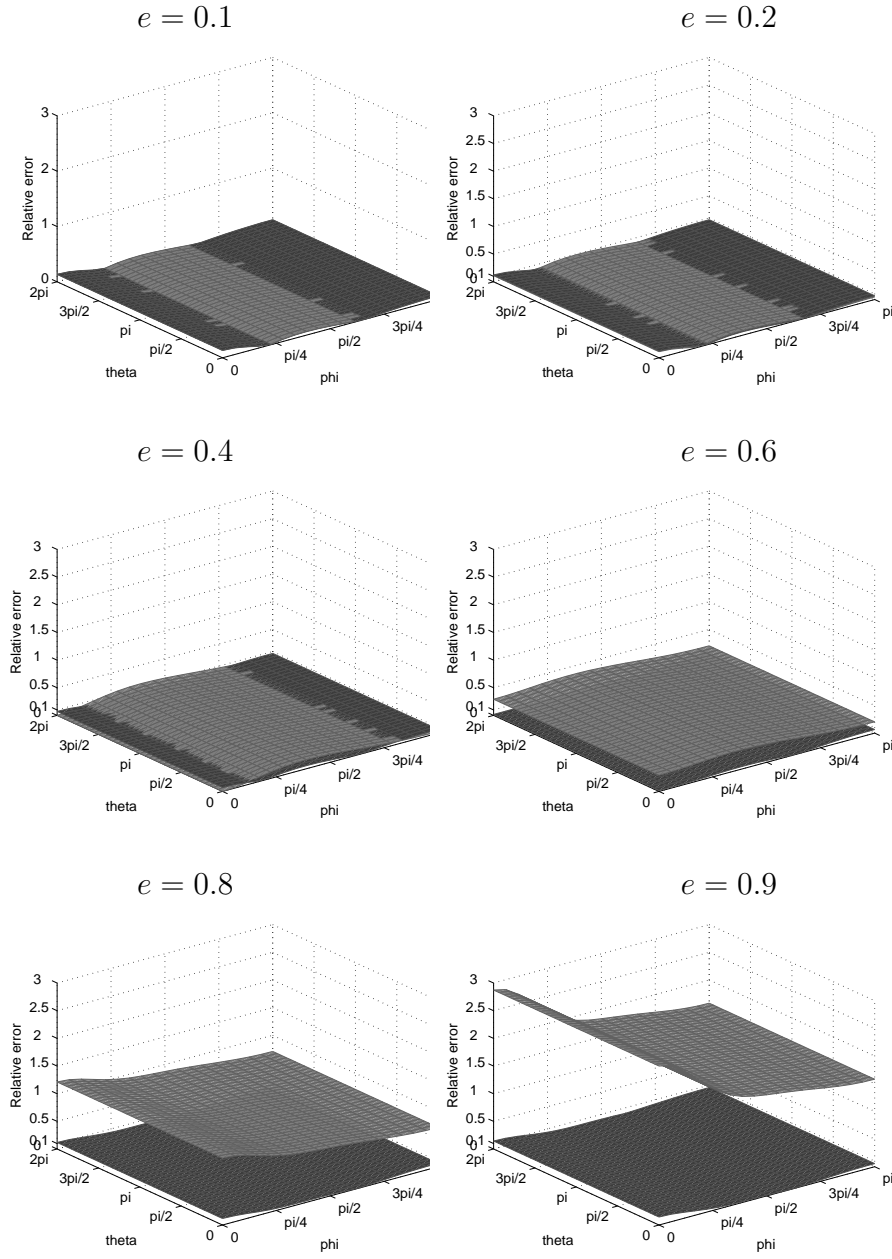 e = 0.1
e = 0.2
3
2
1
0
Relative error
2pi
3pi/2
pi
pi/2
0
theta
0
pi/4
pi/2
3pi/4
phi
3
2.5
2
1.5
1
0.5
0.1
0
Relative error
2pi
3pi/2
pi
pi/2
0
theta
0
pi/4
pi/2
3pi/4
pi
phi
e = 0.4
e = 0.6
3
2.5
2
1.5
1
0.5
0.1
0
Relative error
2pi
3pi/2
pi
pi/2
0
theta
0
pi/4
pi/2
3pi/4
phi
3
2.5
2
1.5
1
0.5
0.1
0
Relative error
2pi
3pi/2
pi
pi/2
0
theta
0
pi/4
pi/2
3pi/4
pi
phi
e = 0.8
e = 0.9
3
2.5
2
1.5
1
0.5
0.1
0
Relative error
2pi
3pi/2
pi
pi/2
0
theta
0
pi/4
pi/2
3pi/4
phi
3
2.5
2
1.5
1
0.5
0.1
0
Relative error
2pi
3pi/2
pi
pi/2
0
theta
0
pi/4
pi/2
3pi/4
pi
phi